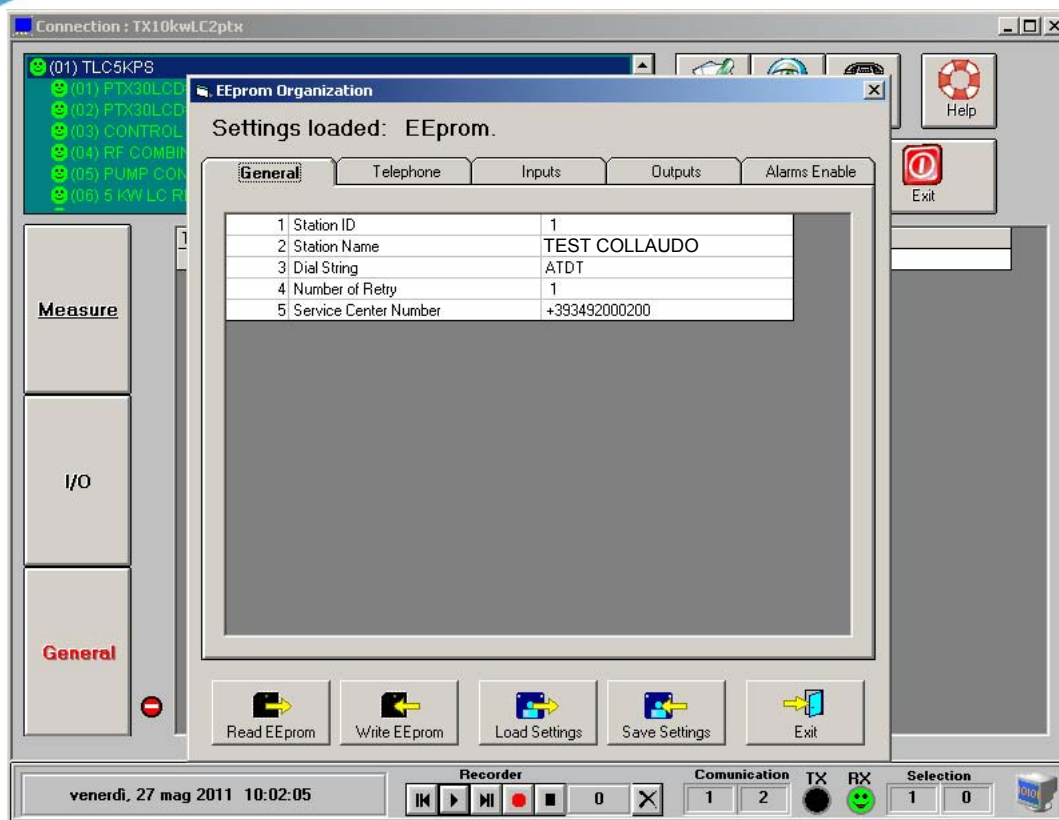 Connection : TX10kwLC2ptx
(01) TLC5KPS
(01) PTX30LCD
(02) PTX30LCD
(03) CONTROL
(04) RF COMBIN
(05) PUMP CON
(06) 5 KW LC R
Help
Exit
EEprom Organization
Settings loaded: EEprom.
General Telephone Inputs Outputs Alarms Enable
1 Station ID 1
2 Station Name TEST COLLAUDO
3 Dial String ATDT
4 Number of Retry 1
5 Service Center Number +393492000200
Measure
I/O
General
Read EEprom Write EEprom Load Settings Save Settings Exit
venerdì, 27 mag 2011 10:02:05
Recorder
0
Comunication
1 2
TX RX
Selection
1 0